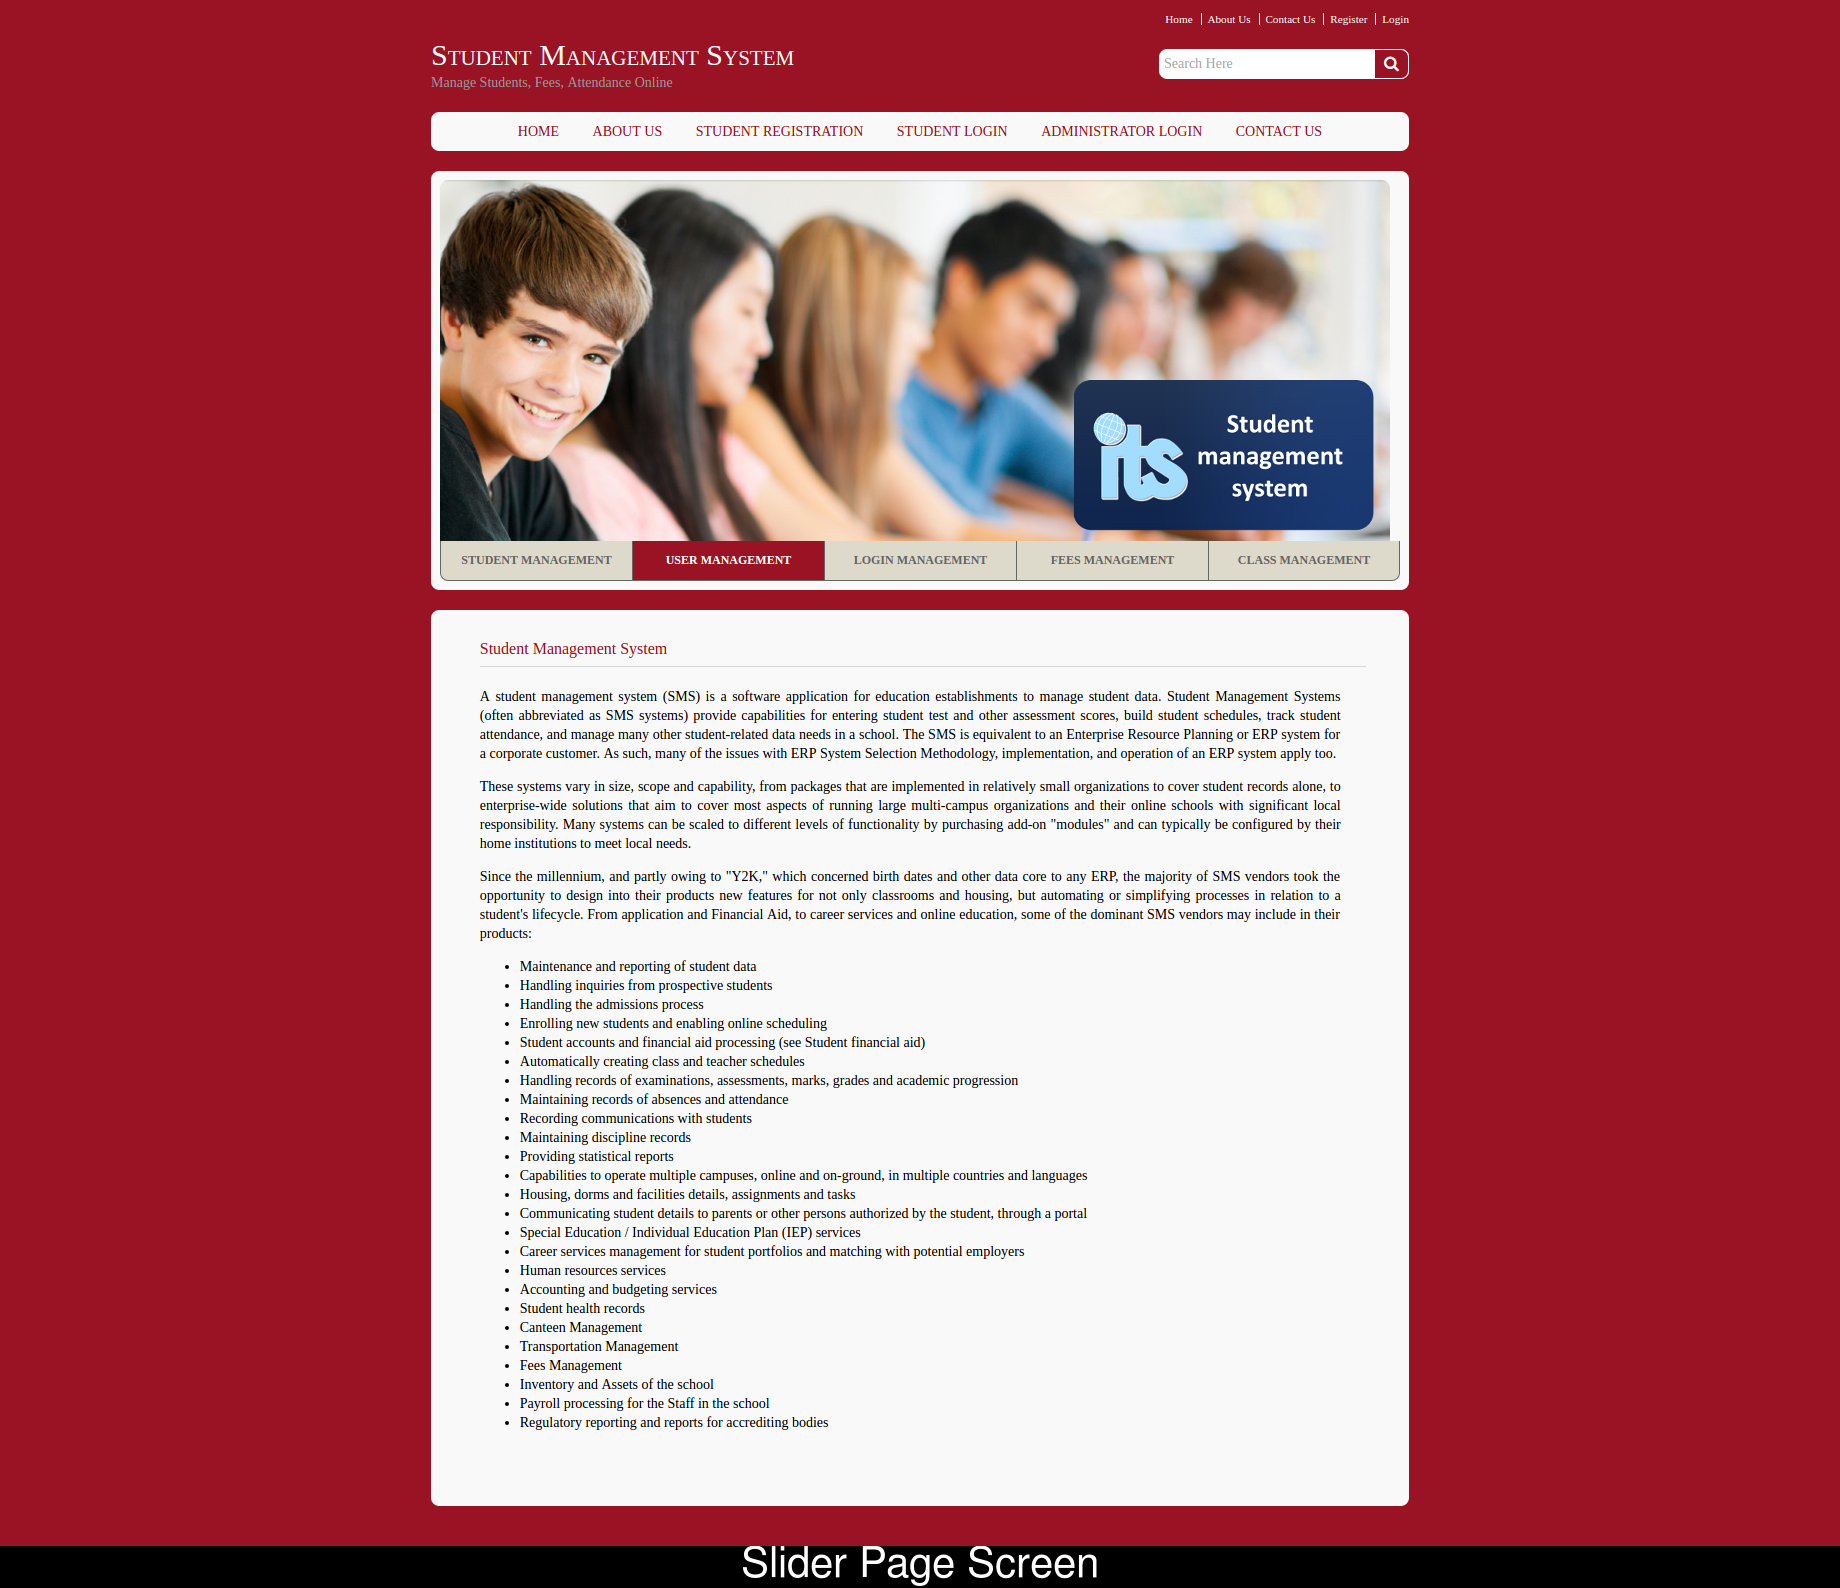 Home About Us Contact Us Register Login
Student Management System
Manage Students, Fees, Attendance Online
Search Here
HOME ABOUT US STUDENT REGISTRATION STUDENT LOGIN ADMINISTRATOR LOGIN CONTACT US
its
Student
management
system
STUDENT MANAGEMENT USER MANAGEMENT LOGIN MANAGEMENT FEES MANAGEMENT CLASS MANAGEMENT
Student Management System
A student management system (SMS) is a software application for education establishments to manage student data. Student Management Systems
(often abbreviated as SMS systems) provide capabilities for entering student test and other assessment scores, build student schedules, track student
attendance, and manage many other student-related data needs in a school. The SMS is equivalent to an Enterprise Resource Planning or ERP system for
a corporate customer. As such, many of the issues with ERP System Selection Methodology, implementation, and operation of an ERP system apply too.
These systems vary in size, scope and capability, from packages that are implemented in relatively small organizations to cover student records alone, to
enterprise-wide solutions that aim to cover most aspects of running large multi-campus organizations and their online schools with significant local
responsibility. Many systems can be scaled to different levels of functionality by purchasing add-on "modules" and can typically be configured by their
home institutions to meet local needs.
Since the millennium, and partly owing to "Y2K," which concerned birth dates and other data core to any ERP, the majority of SMS vendors took the
opportunity to design into their products new features for not only classrooms and housing, but automating or simplifying processes in relation to a
student's lifecycle. From application and Financial Aid, to career services and online education, some of the dominant SMS vendors may include in their
products:
• Maintenance and reporting of student data
• Handling inquiries from prospective students
• Handling the admissions process
• Enrolling new students and enabling online scheduling
• Student accounts and financial aid processing (see Student financial aid)
• Automatically creating class and teacher schedules
• Handling records of examinations, assessments, marks, grades and academic progression
• Maintaining records of absences and attendance
• Recording communications with students
• Maintaining discipline records
• Providing statistical reports
• Capabilities to operate multiple campuses, online and on-ground, in multiple countries and languages
• Housing, dorms and facilities details, assignments and tasks
• Communicating student details to parents or other persons authorized by the student, through a portal
• Special Education / Individual Education Plan (IEP) services
• Career services management for student portfolios and matching with potential employers
• Human resources services
• Accounting and budgeting services
• Student health records
• Canteen Management
• Transportation Management
• Fees Management
• Inventory and Assets of the school
• Payroll processing for the Staff in the school
• Regulatory reporting and reports for accrediting bodies
Slider Page Screen